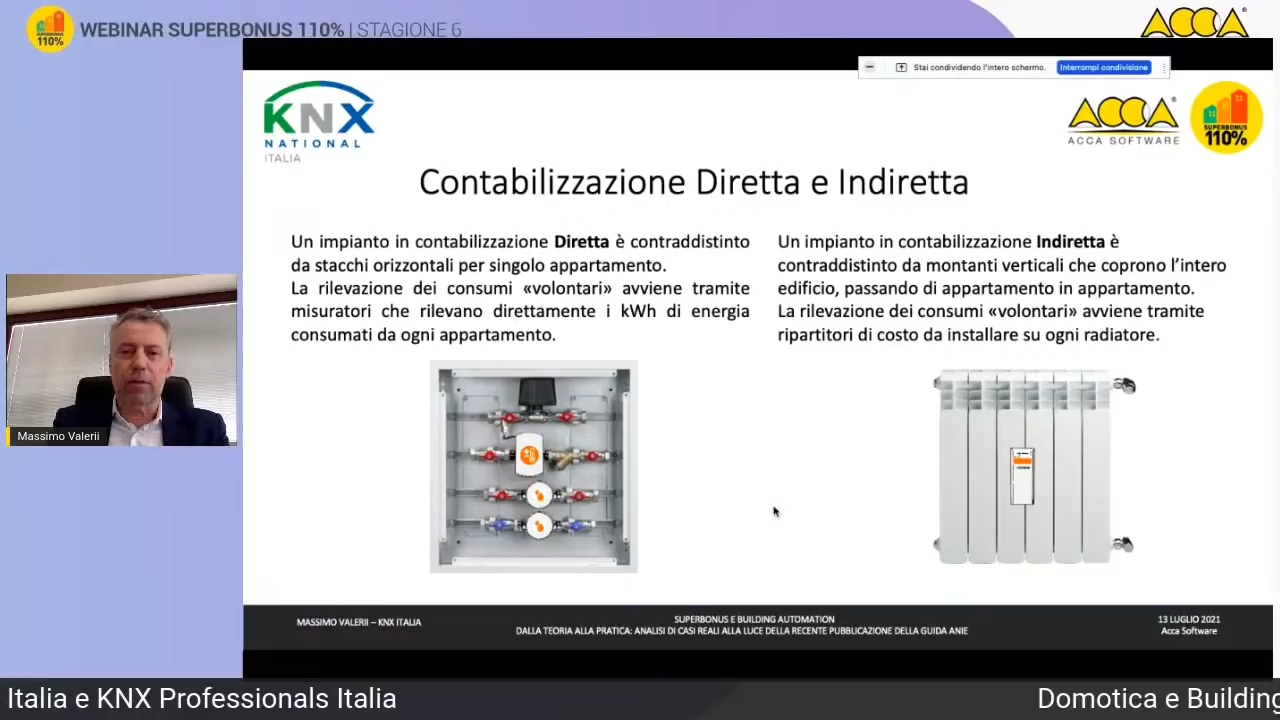 SUPERBONUS
110%
WEBINAR SUPERBONUS 110% | STAGIONE 6
ACCA
Stai condividendo l'intero schermo.
Interrompi condivisione
KNX
NATIONAL
ITALIA
ACCA
ACCA SOFTWARE
SUPERBONUS
110%
Contabilizzazione Diretta e Indiretta
Un impianto in contabilizzazione Diretta è contraddistinto
da stacchi orizzontali per singolo appartamento.
La rilevazione dei consumi «volontari» avviene tramite
misuratori che rilevano direttamente i kWh di energia
consumati da ogni appartamento.
Un impianto in contabilizzazione Indiretta è
contraddistinto da montanti verticali che coprono l'intero
edificio, passando di appartamento in appartamento.
La rilevazione dei consumi «volontari» avviene tramite
ripartitori di costo da installare su ogni radiatore.
Massimo Valerii
MASSIMO VALERII – KNX ITALIA
SUPERBONUS E BUILDING AUTOMATION
DALLA TEORIA ALLA PRATICA: ANALISI DI CASI REALI ALLA LUCE DELLA RECENTE PUBBLICAZIONE DELLA GUIDA ANIE
13 LUGLIO 2021
Acca Software
Italia e KNX Professionals Italia
Domotica e Building